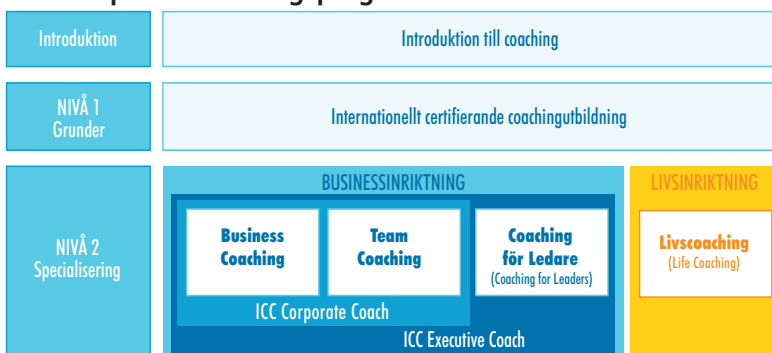 Introduktion
Introduktion till coaching
NIVÅ 1
Grunder
Internationellt certifierande coachingutbildning
NIVÅ 2
Specialisering
BUSINESSINRIKTNING
Business
Coaching
Team
Coaching
Coaching
för Ledare
(Coaching for Leaders)
ICC Corporate Coach
ICC Executive Coach
LIVSINRIKTNING
Livscoaching
(Life Coaching)